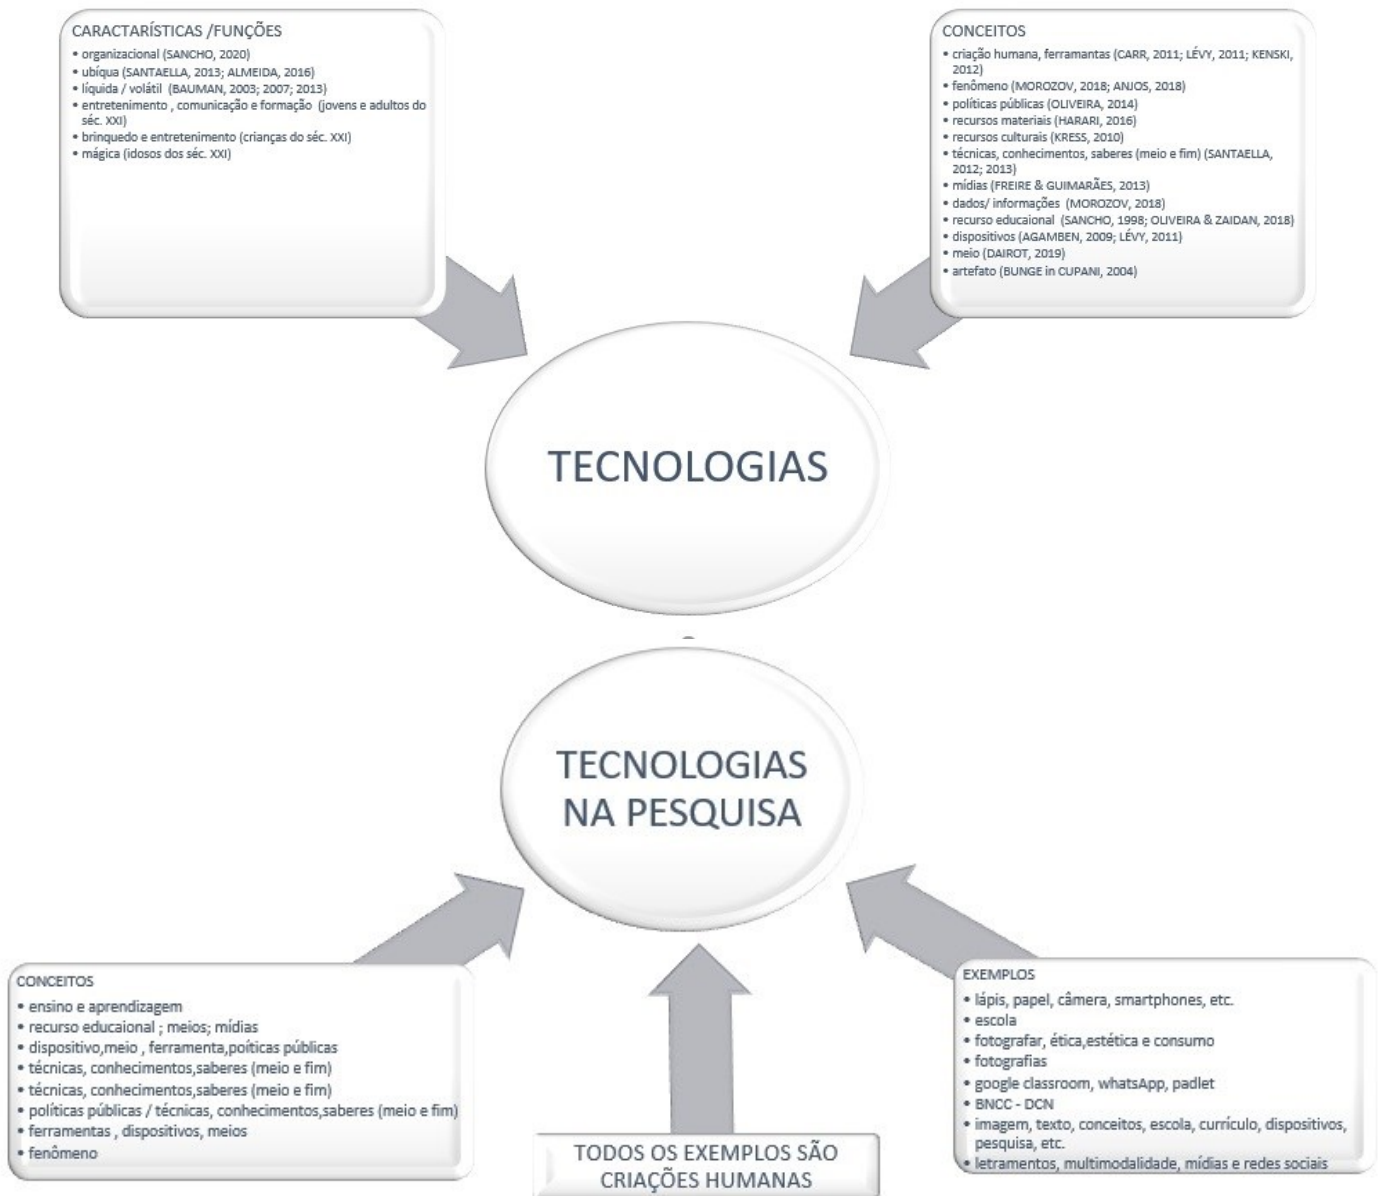 CARACTARÍSTICAS /FUNÇÕES
• organizacional (SANCHO, 2020)
• ubíqua (SANTAELLA, 2013; ALMEIDA, 2016)
• líquida / volátil (BAUMAN, 2003; 2007; 2013)
• entretenimento , comunicação e formação (jovens e adultos do
séc. XXI)
• brinquedo e entretenimento (crianças do séc. XXI)
• mágica (idosos dos séc. XXI)
CONCEITOS
• criação humana, ferramantas (CARR, 2011; LÉVY, 2011; KENSKI,
2012)
• fenômeno (MOROZOV, 2018; ANJOS, 2018)
• políticas públicas (OLIVEIRA, 2014)
• recursos materiais (HARARI, 2016)
• recursos culturais (KRESS, 2010)
• técnicas, conhecimentos, saberes (meio e fim) (SANTAELLA,
2012; 2013)
• mídias (FREIRE & GUIMARÃES, 2013)
• dados/ informações (MOROZOV, 2018)
• recurso educaional (SANCHO, 1998; OLIVEIRA & ZAIDAN, 2018)
• dispositivos (AGAMBEN, 2009; LÉVY, 2011)
• meio (DAIROT, 2019)
• artefato (BUNGE in CUPANI, 2004)
TECNOLOGIAS
TECNOLOGIAS
NA PESQUISA
CONCEITOS
• ensino e aprendizagem
• recurso educaional ; meios; mídias
• dispositivo,meio , ferramenta,poíticas públicas
• técnicas, conhecimentos,saberes (meio e fim)
• técnicas, conhecimentos,saberes (meio e fim)
• políticas públicas / técnicas, conhecimentos,saberes (meio e fim)
• ferramentas , dispositivos, meios
• fenômeno
TODOS OS EXEMPLOS SÃO
CRIAÇÕES HUMANAS
EXEMPLOS
• lápis, papel, câmera, smartphones, etc.
• escola
• fotografar, ética,estética e consumo
• fotografias
• google classroom, whatsApp, padlet
• BNCC - DCN
• imagem, texto, conceitos, escola, currículo, dispositivos,
pesquisa, etc.
• letramentos, multimodalidade, mídias e redes sociais